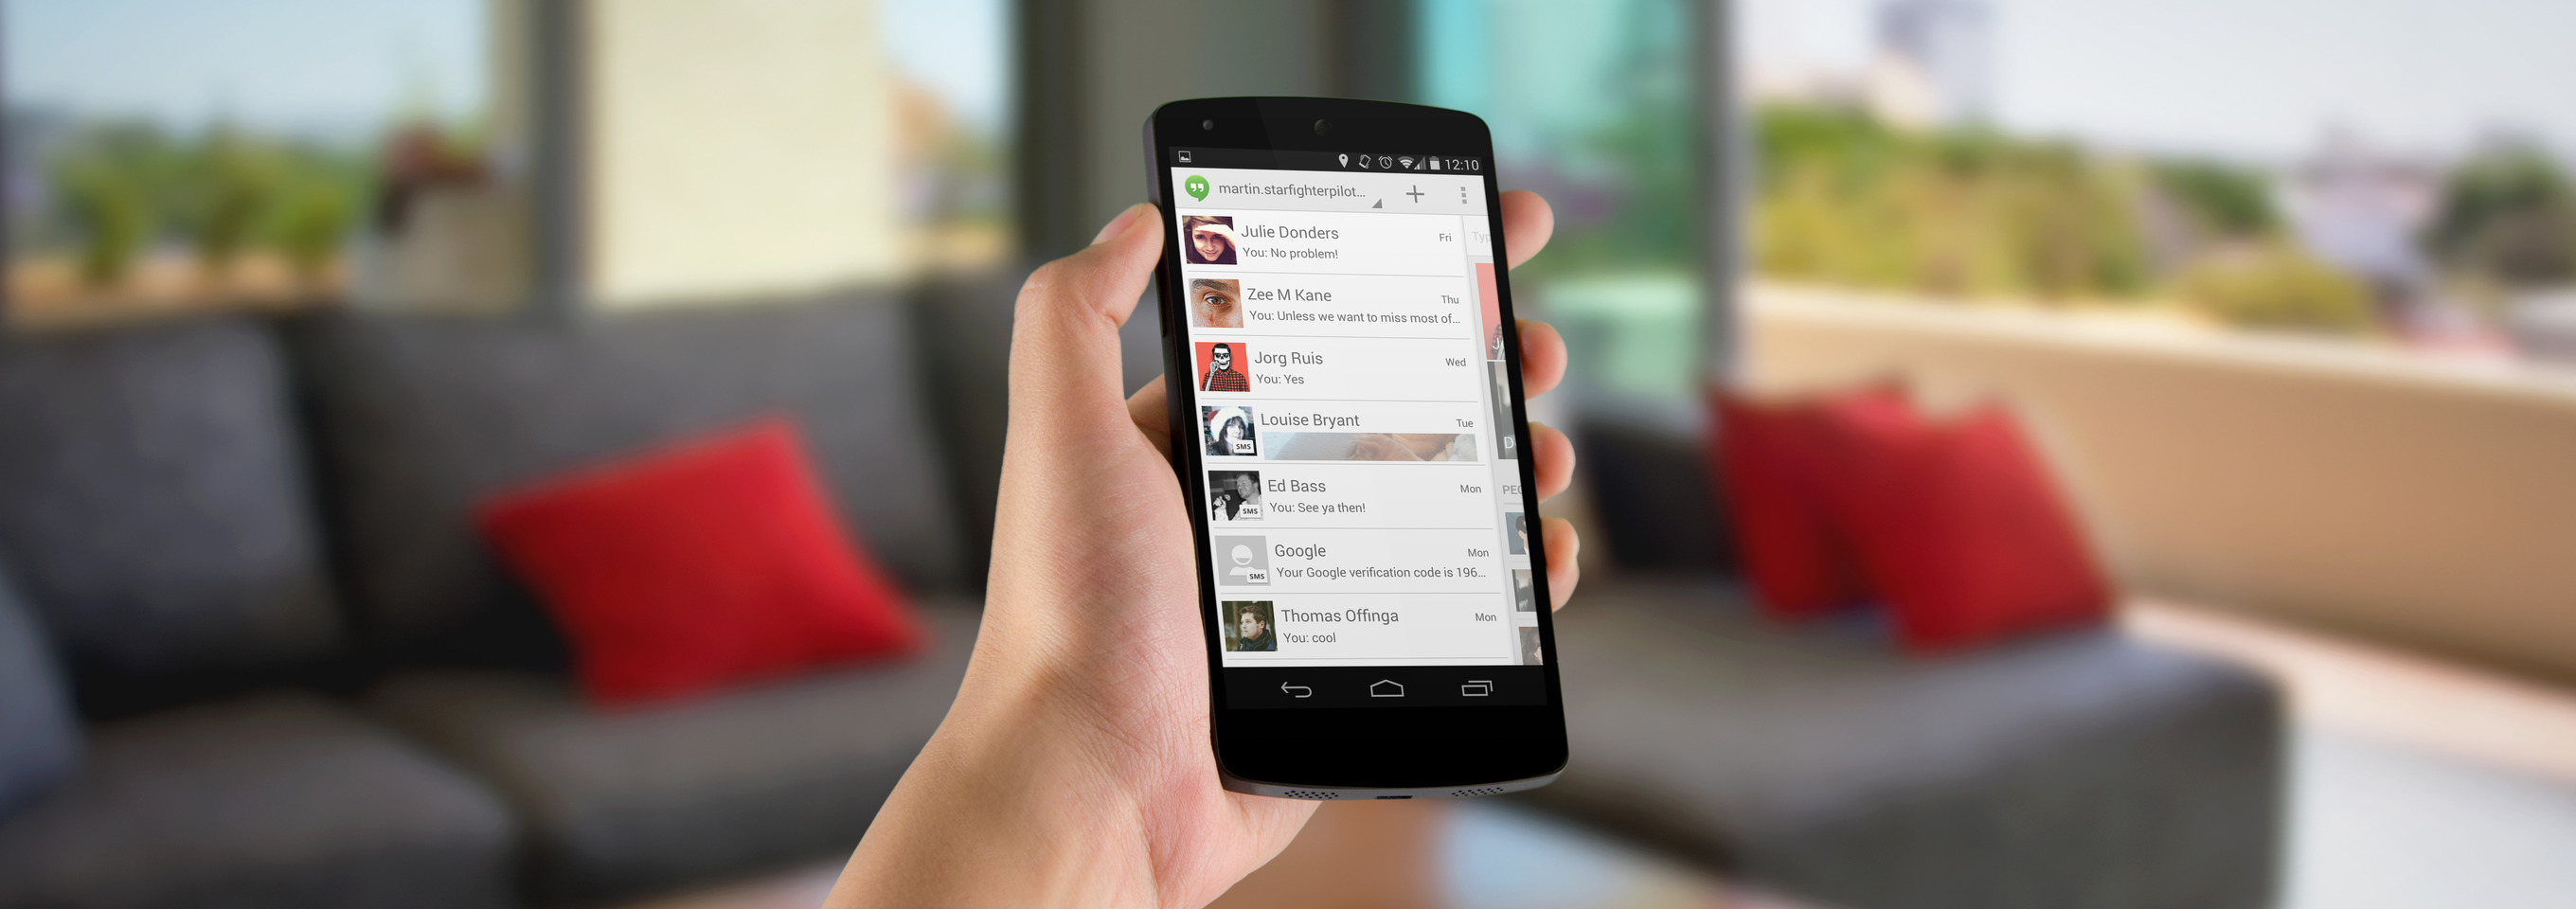 12:10
martin.starfighterpilot...
Julie Donders Fri
You: No problem!
Zee M Kane Thu
You: Unless we want to miss most of...
Jorg Ruis Wed
You: Yes
Louise Bryant Tue
SMS
Ed Bass Mon
SMS You: See ya then!
Google Mon
SMS Your Google verification code is 196...
Thomas Offinga Mon
You: cool
Typ
D
PEO